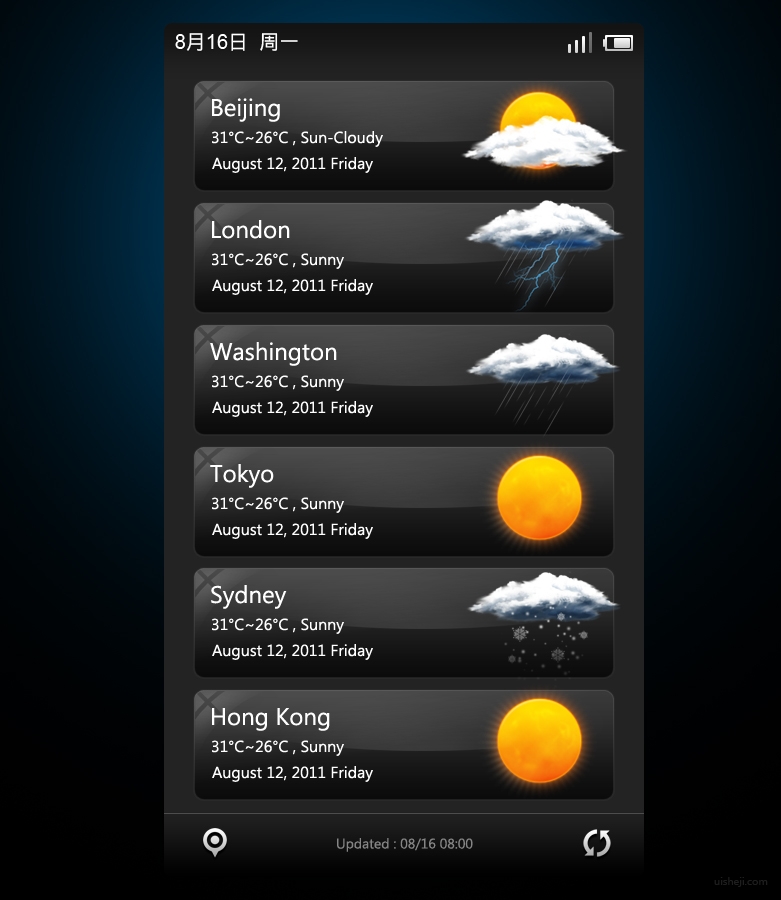 8月16日 周一
Beijing
31°C~26°C , Sun-Cloudy
August 12, 2011 Friday
London
31°C~26°C , Sunny
August 12, 2011 Friday
Washington
31°C~26°C , Sunny
August 12, 2011 Friday
Tokyo
31°C~26°C , Sunny
August 12, 2011 Friday
Sydney
31°C~26°C , Sunny
August 12, 2011 Friday
Hong Kong
31°C~26°C , Sunny
August 12, 2011 Friday
Updated : 08/16 08:00
uisheji.com